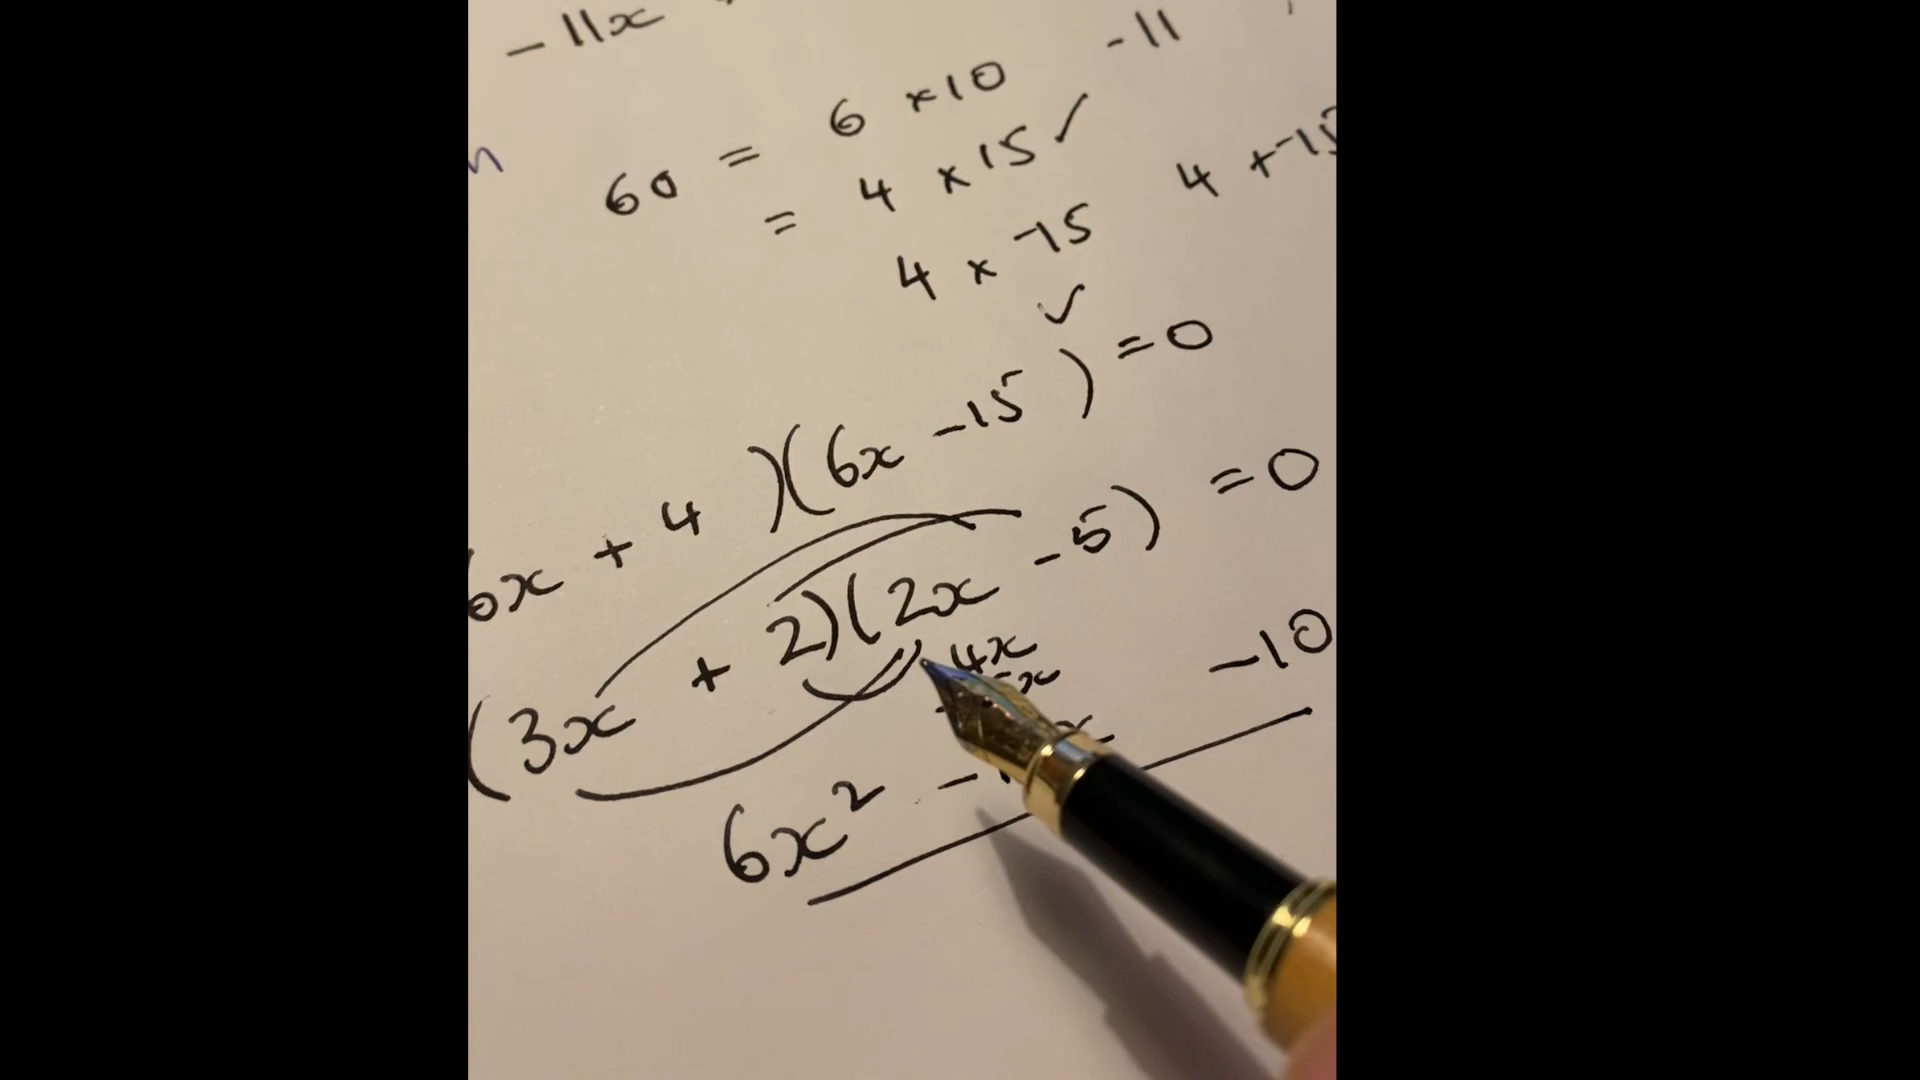 - 11x
-11
60 = 6 × 10
= 4 × 15 ✓
4 × -15 4 + -15
✓
6x + 4 )(6x - 15) = 0
(3x + 2)(2x - 5) = 0
4x
6x² - -10